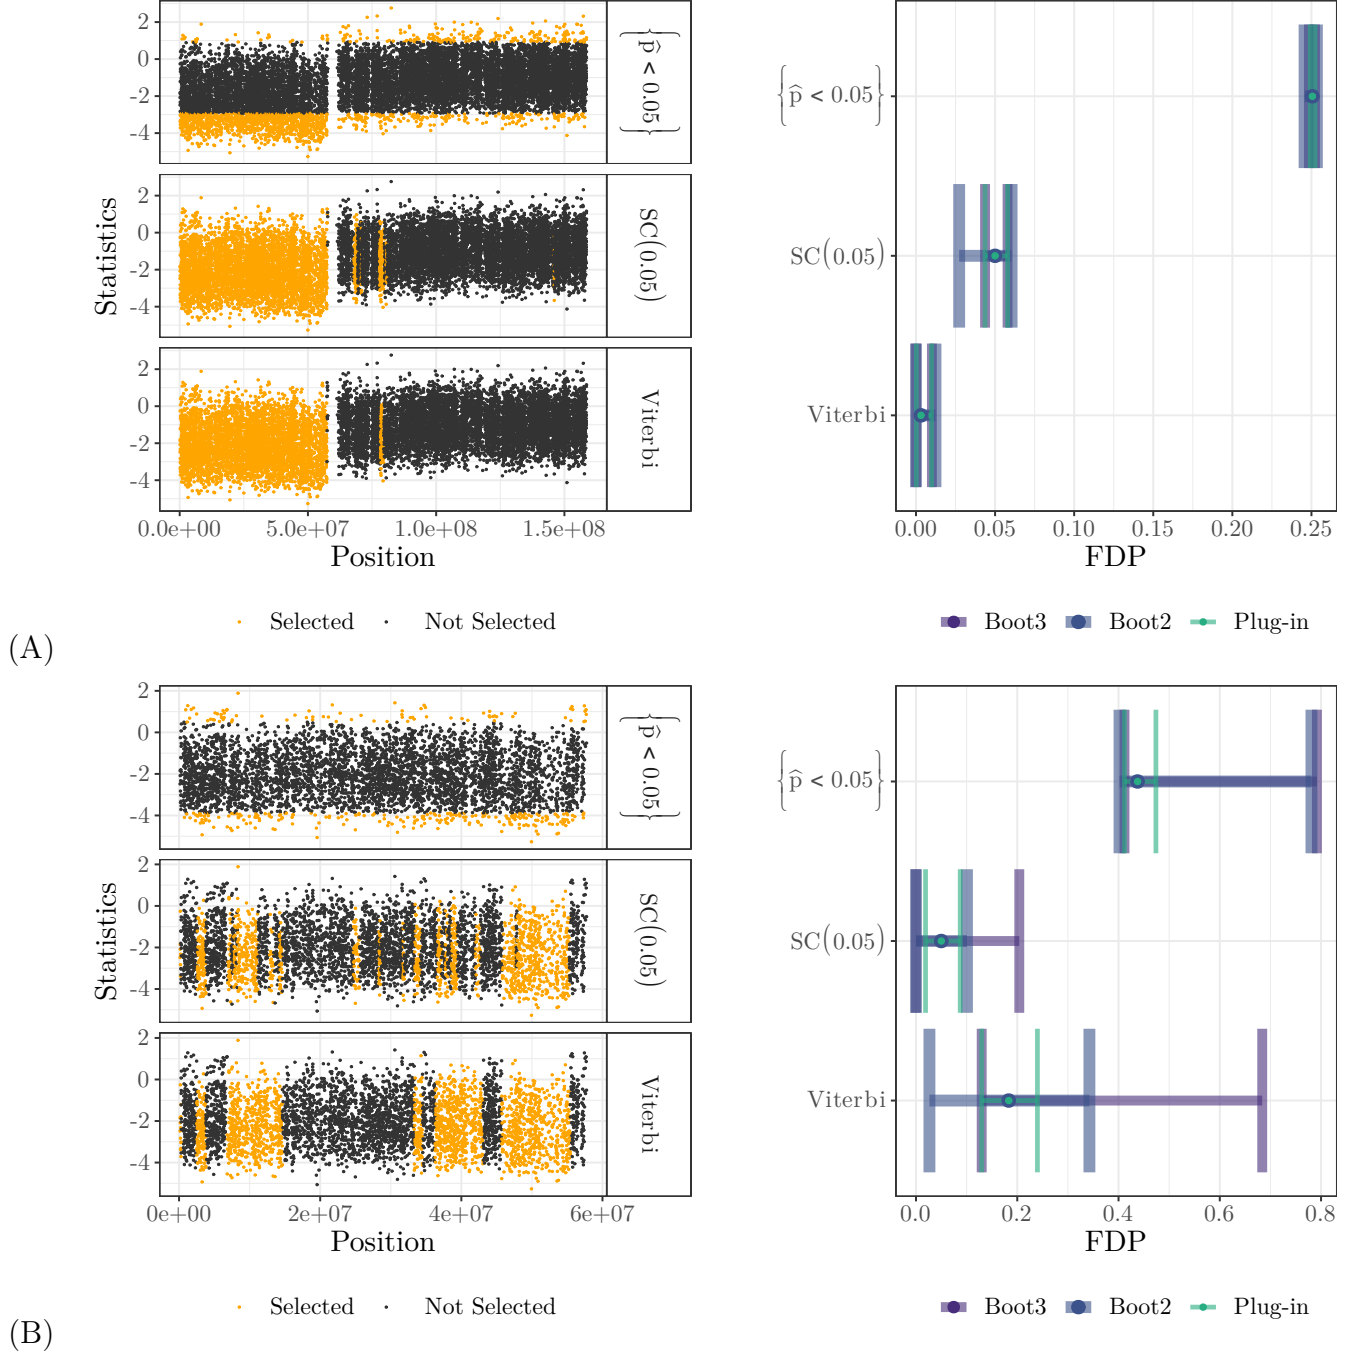 2
0
-2
-4
{p̂ < 0.05}
2
0
-2
-4
SC(0.05)
2
0
-2
-4
Viterbi
Statistics
0.0e+00 5.0e+07 1.0e+08 1.5e+08
Position
Selected Not Selected
{p̂ < 0.05}
SC(0.05)
Viterbi
0.00 0.05 0.10 0.15 0.20 0.25
FDP
Boot3 Boot2 Plug-in
(A)
2
0
-2
-4
{p̂ < 0.05}
2
0
-2
-4
SC(0.05)
2
0
-2
-4
Viterbi
Statistics
0e+00 2e+07 4e+07 6e+07
Position
Selected Not Selected
{p̂ < 0.05}
SC(0.05)
Viterbi
0.0 0.2 0.4 0.6 0.8
FDP
Boot3 Boot2 Plug-in
(B)